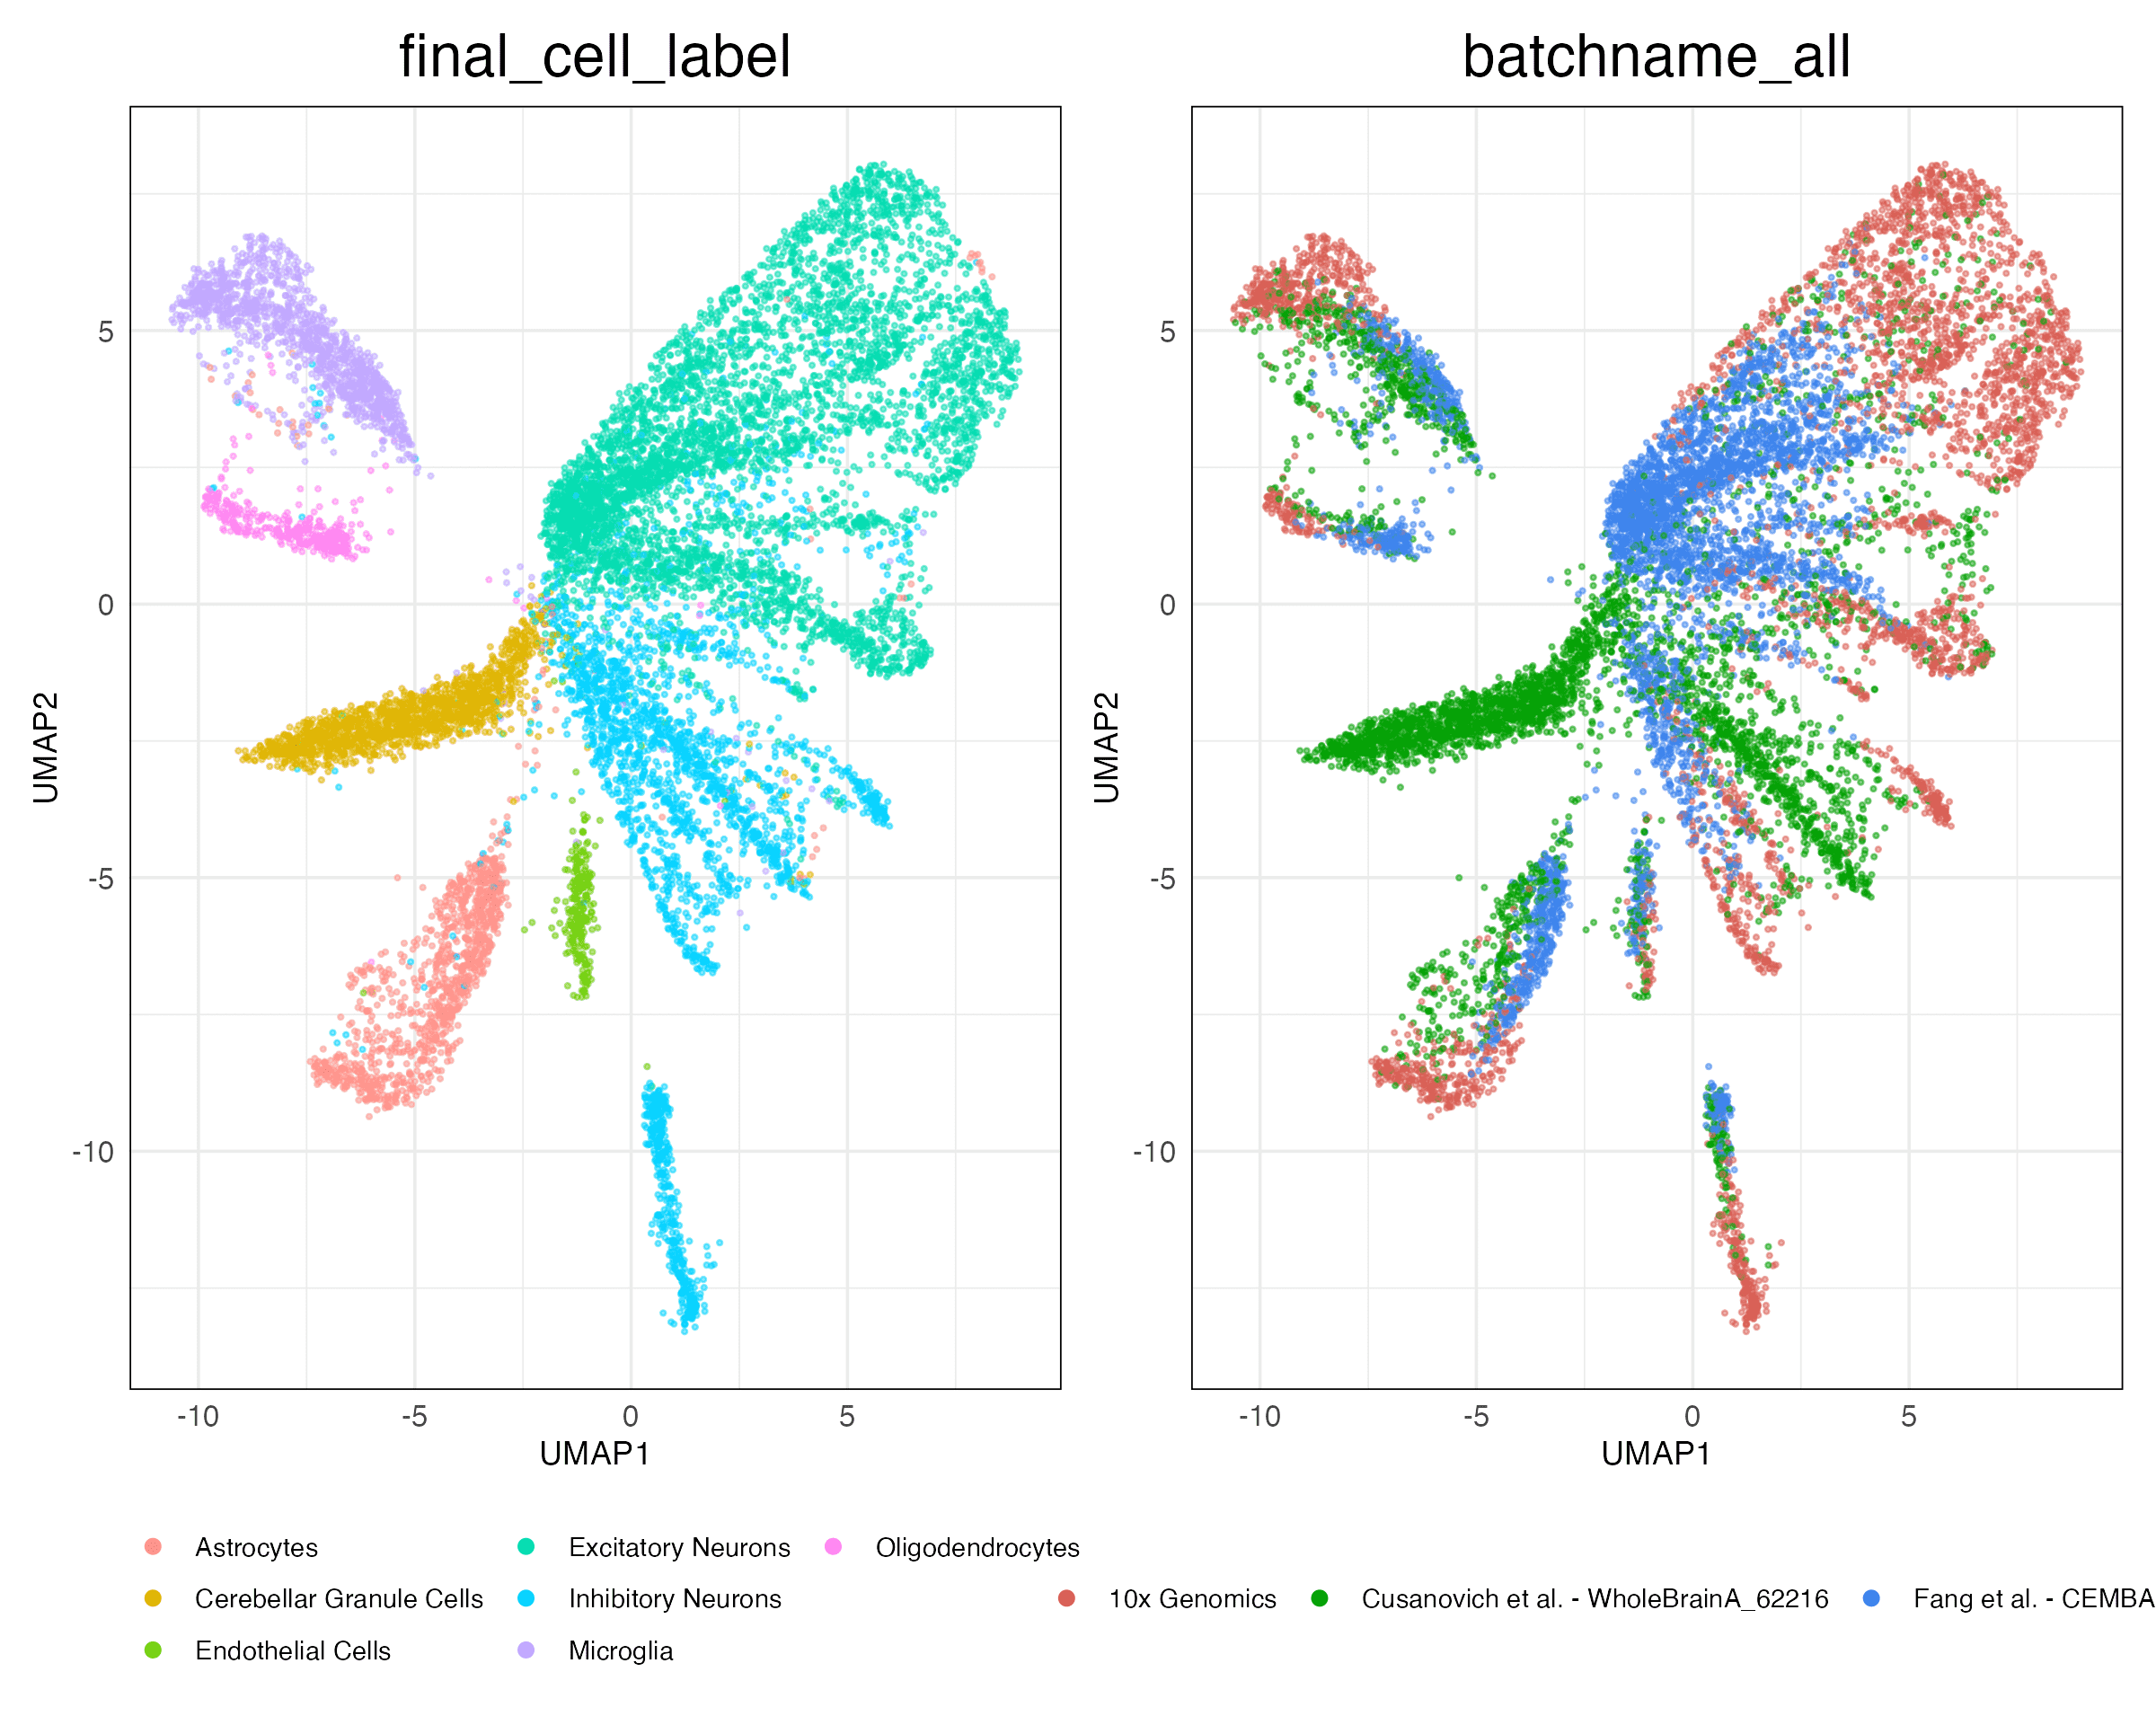 final_cell_label
batchname_all
UMAP2
5
0
-5
-10
-10 -5 0 5
UMAP1
UMAP2
5
0
-5
-10
-10 -5 0 5
UMAP1
Astrocytes Excitatory Neurons Oligodendrocytes
Cerebellar Granule Cells Inhibitory Neurons
Endothelial Cells Microglia
10x Genomics Cusanovich et al. - WholeBrainA_62216 Fang et al. - CEMBA